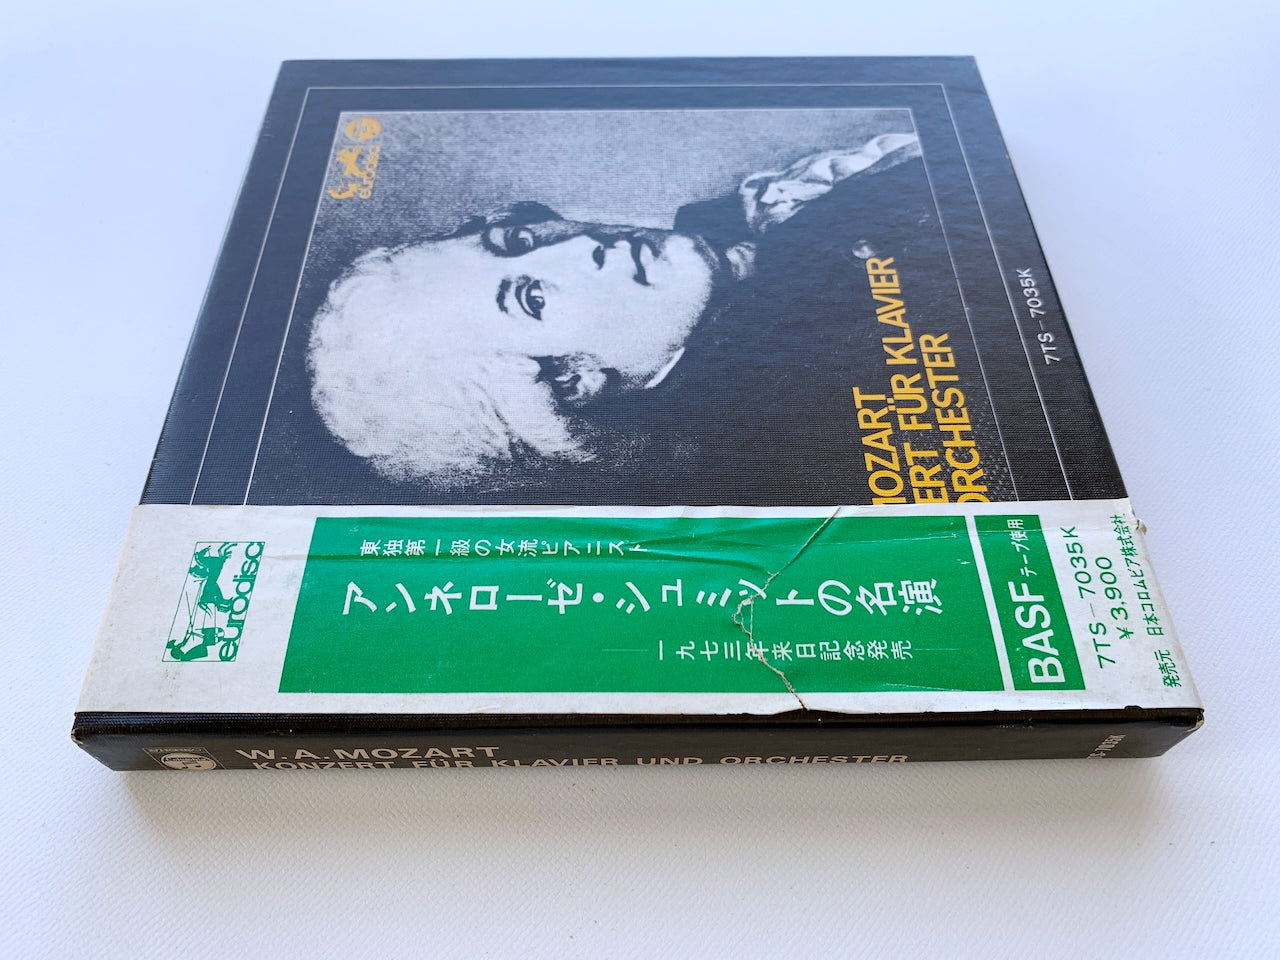 eurodisc
MOZART
ERT FÜR KLAVIER
ORCHESTER
7TS-7035K
eurodisc
東独第一級の女流ピアニスト
アンネローゼ・シュミットの名演
一九七三年来日記念発売
BASF テープ使用
7TS-7035K
¥3,900
発売元 日本コロムビア株式会社
W.A.MOZART
KONZERT FÜR KLAVIER UND ORCHESTER